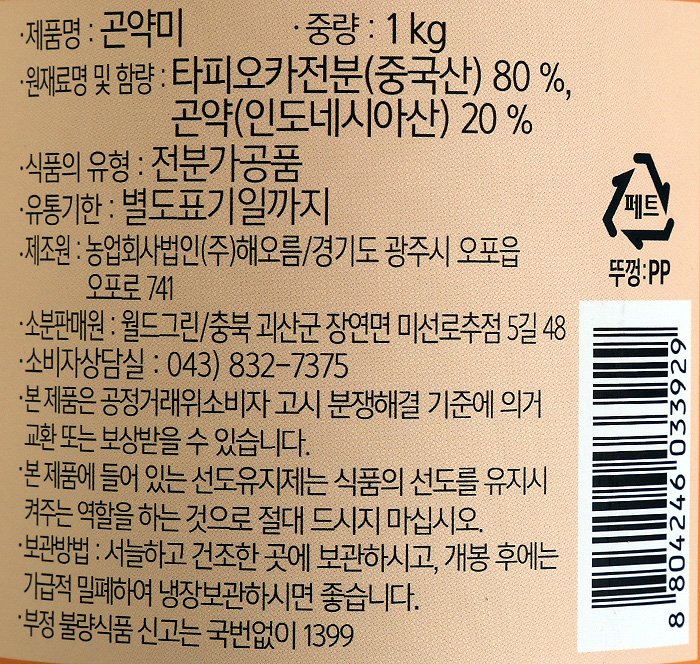 ·제품명 : 곤약미 ·중량 : 1kg
·원재료명 및 함량 : 타피오카전분(중국산) 80 %,
곤약(인도네시아산) 20 %
·식품의 유형 : 전분가공품
·유통기한 : 별도표기일까지
·제조원 : 농업회사법인(주)해오름/경기도 광주시 오포읍
오포로 741
·소분판매원 : 월드그린/충북 괴산군 장연면 미선로추점 5길 48
·소비자상담실 : 043) 832-7375
·본 제품은 공정거래위소비자 고시 분쟁해결 기준에 의거
교환 또는 보상받을 수 있습니다.
·본 제품에 들어 있는 선도유지제는 식품의 선도를 유지시
켜주는 역할을 하는 것으로 절대 드시지 마십시오.
·보관방법 : 서늘하고 건조한 곳에 보관하시고, 개봉 후에는
가급적 밀폐하여 냉장보관하시면 좋습니다.
·부정 불량식품 신고는 국번없이 1399
페트
뚜껑:PP
8 804246 033929